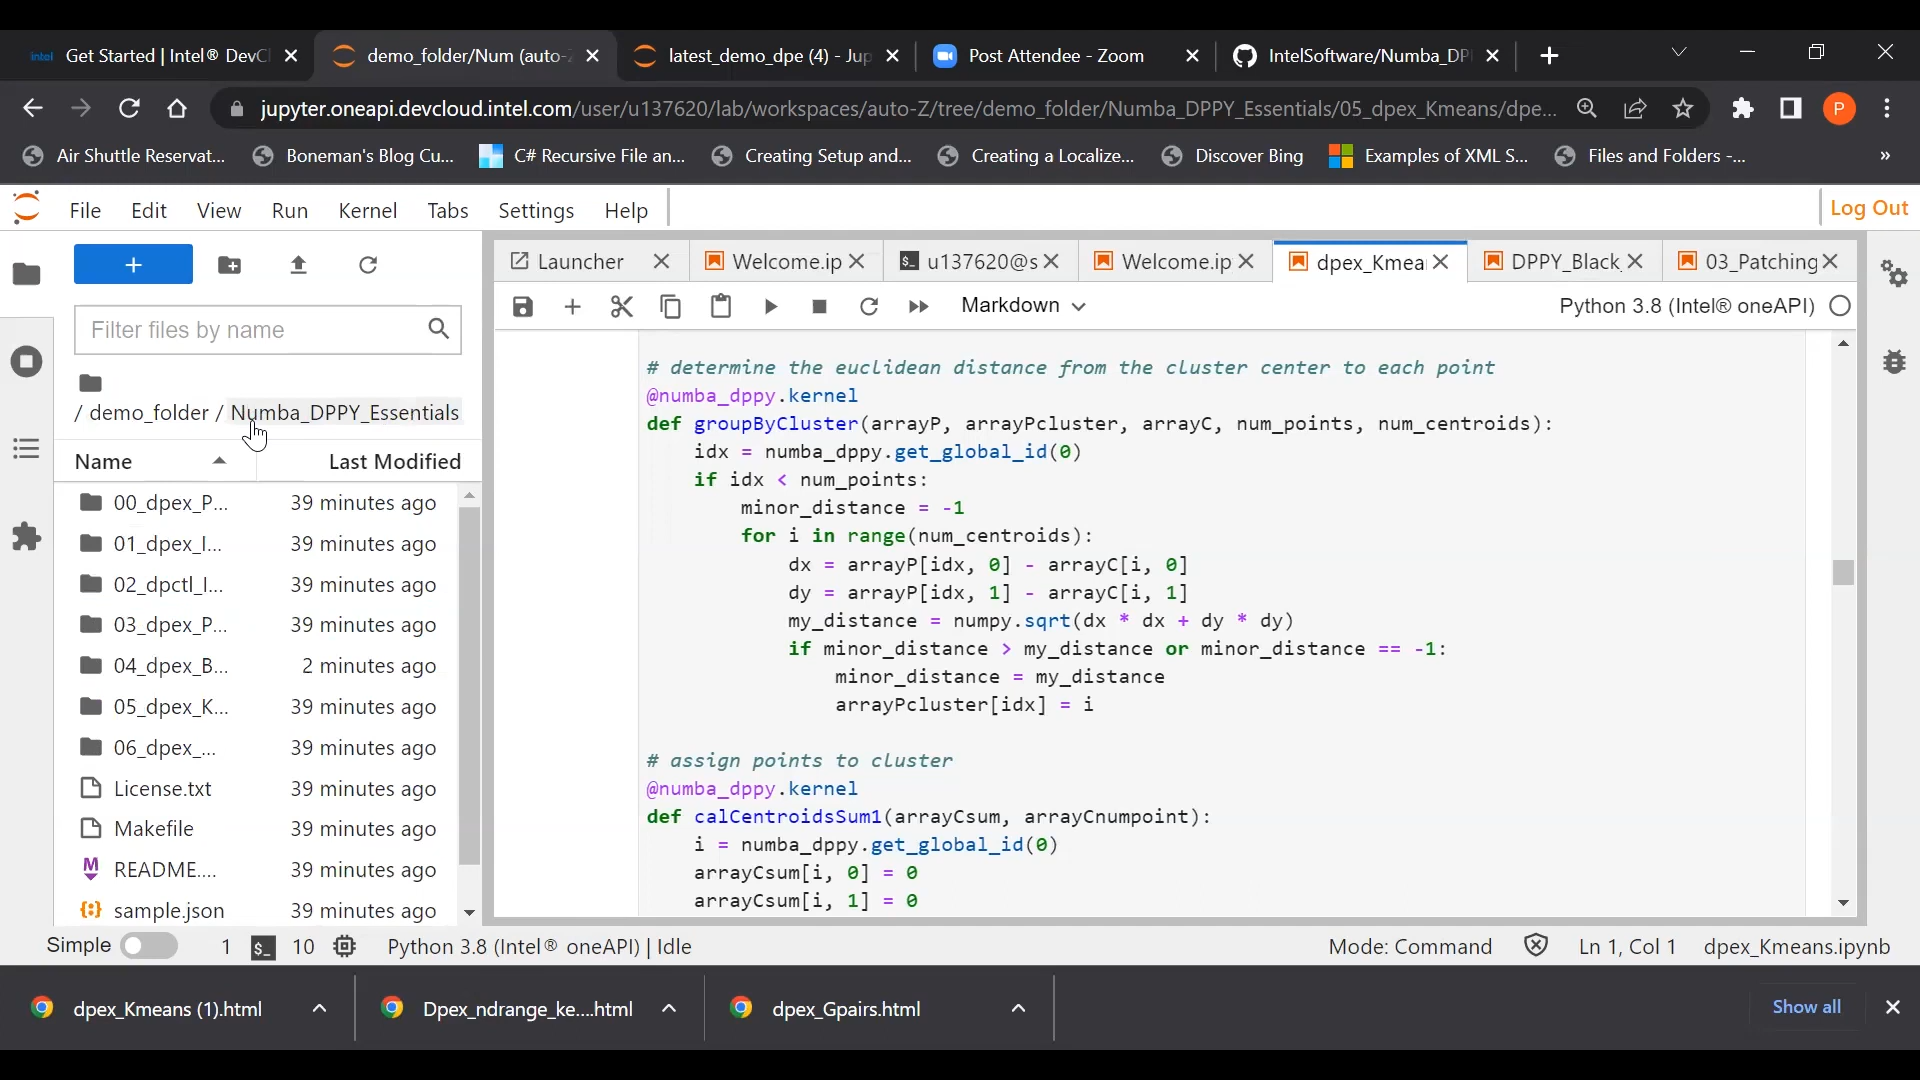 intel Get Started | Intel® DevCl
demo_folder/Num (auto-Z
latest_demo_dpe (4) - Jup
Post Attendee - Zoom
IntelSoftware/Numba_DP
jupyter.oneapi.devcloud.intel.com/user/u137620/lab/workspaces/auto-Z/tree/demo_folder/Numba_DPPY_Essentials/05_dpex_Kmeans/dpe...
P
Air Shuttle Reservat...
Boneman's Blog Cu...
C# Recursive File an...
Creating Setup and...
Creating a Localize...
Discover Bing
Examples of XML S...
Files and Folders -...
»
File Edit View Run Kernel Tabs Settings Help
Log Out
Launcher
Welcome.ip
u137620@s
Welcome.ip
dpex_Kmea
DPPY_Black_
03_Patching
Markdown
Python 3.8 (Intel® oneAPI)
Filter files by name
/ demo_folder / Numba_DPPY_Essentials
Name Last Modified
00_dpex_P... 39 minutes ago
01_dpex_I... 39 minutes ago
02_dpctl_I... 39 minutes ago
03_dpex_P... 39 minutes ago
04_dpex_B... 2 minutes ago
05_dpex_K... 39 minutes ago
06_dpex_... 39 minutes ago
License.txt 39 minutes ago
Makefile 39 minutes ago
README.... 39 minutes ago
sample.json 39 minutes ago
# determine the euclidean distance from the cluster center to each point
@numba_dppy.kernel
def groupByCluster(arrayP, arrayPcluster, arrayC, num_points, num_centroids):
idx = numba_dppy.get_global_id(0)
if idx < num_points:
minor_distance = -1
for i in range(num_centroids):
dx = arrayP[idx, 0] - arrayC[i, 0]
dy = arrayP[idx, 1] - arrayC[i, 1]
my_distance = numpy.sqrt(dx * dx + dy * dy)
if minor_distance > my_distance or minor_distance == -1:
minor_distance = my_distance
arrayPcluster[idx] = i
# assign points to cluster
@numba_dppy.kernel
def calCentroidsSum1(arrayCsum, arrayCnumpoint):
i = numba_dppy.get_global_id(0)
arrayCsum[i, 0] = 0
arrayCsum[i, 1] = 0
Simple 1 10 Python 3.8 (Intel® oneAPI) | Idle
Mode: Command Ln 1, Col 1 dpex_Kmeans.ipynb
dpex_Kmeans (1).html
Dpex_ndrange_ke....html
dpex_Gpairs.html
Show all